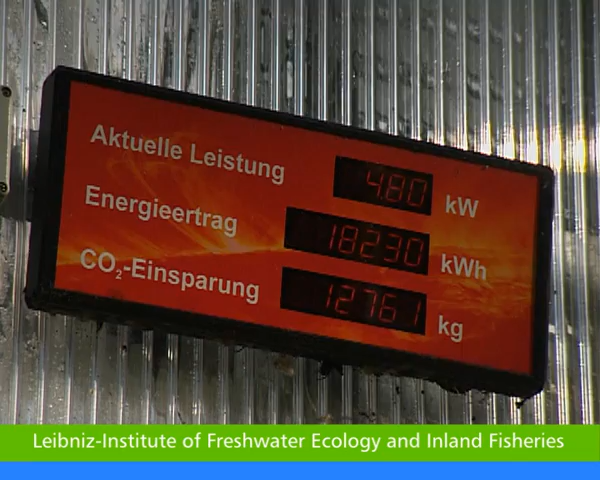 Aktuelle Leistung 4.80 kW
Energieertrag 18230 kWh
CO₂-Einsparung 12761 kg
Leibniz-Institute of Freshwater Ecology and Inland Fisheries